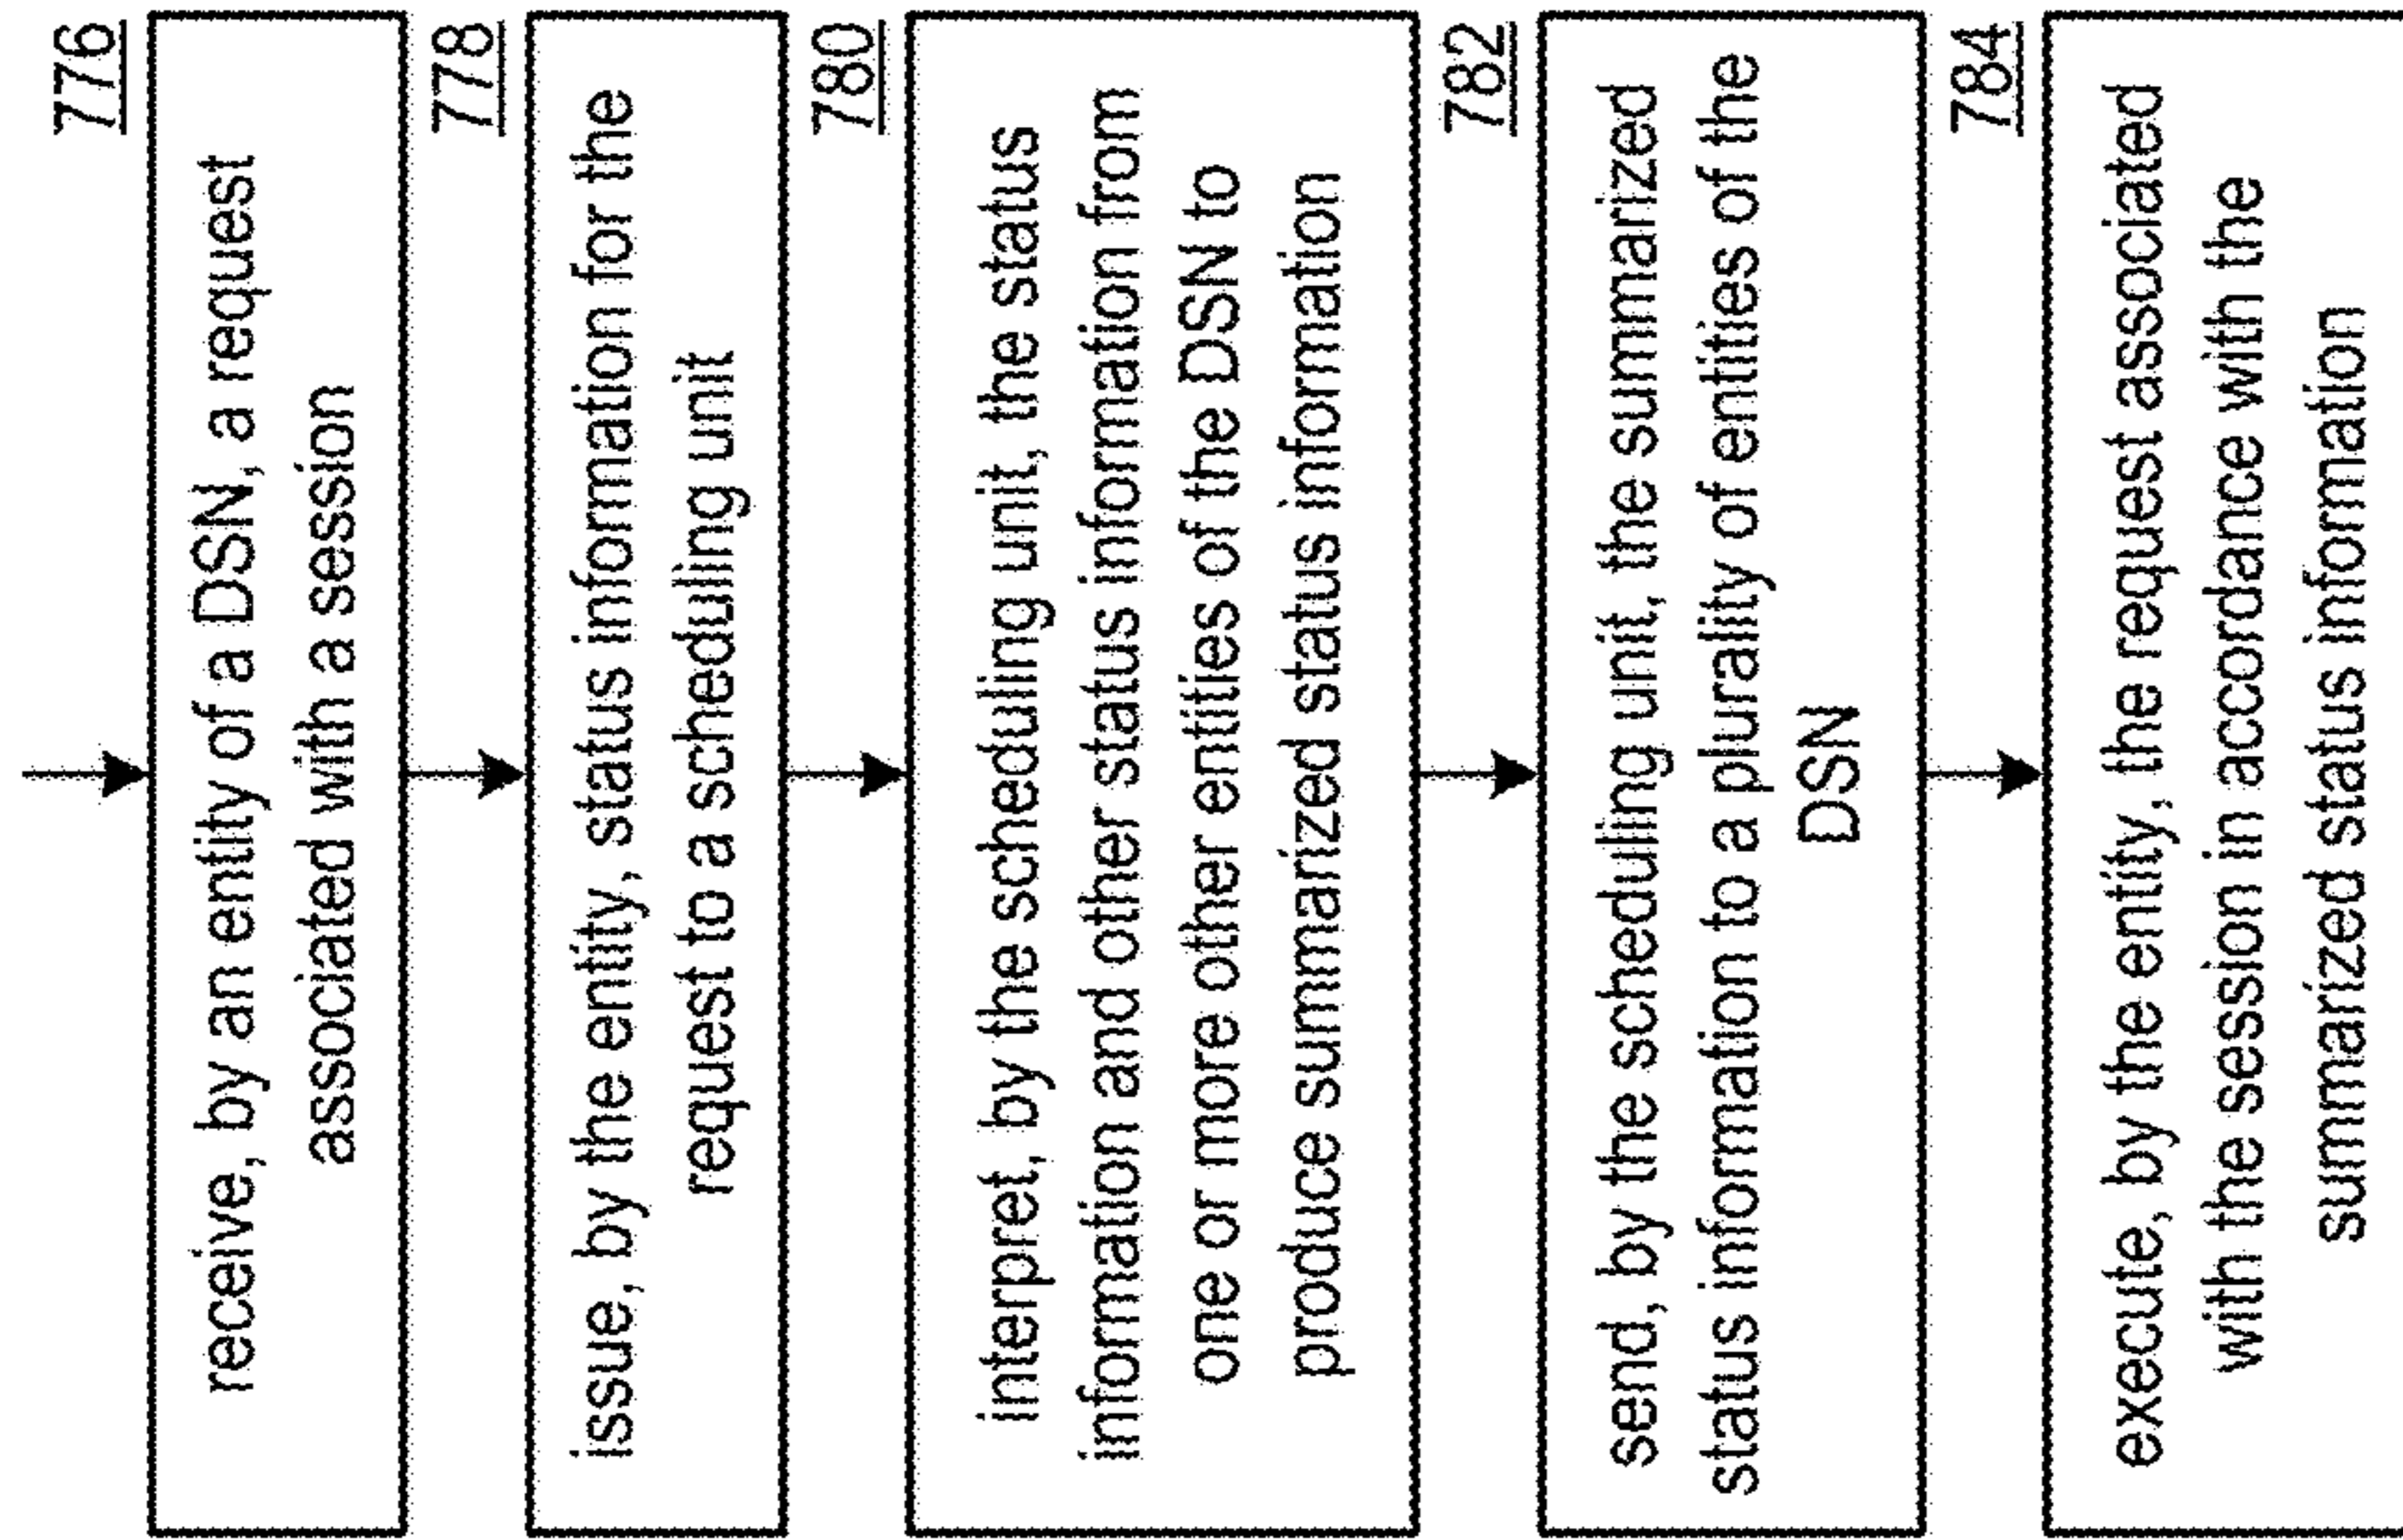 776
receive, by an entity of a DSN, a request
associated with a session
778
issue, by the entity, status information for the
request to a scheduling unit
780
interpret, by the scheduling unit, the status
information and other status information from
one or more other entities of the DSN to
produce summarized status information
782
send, by the scheduling unit, the summarized
status information to a plurality of entities of the
DSN
784
execute, by the entity, the request associated
with the session in accordance with the
summarized status information